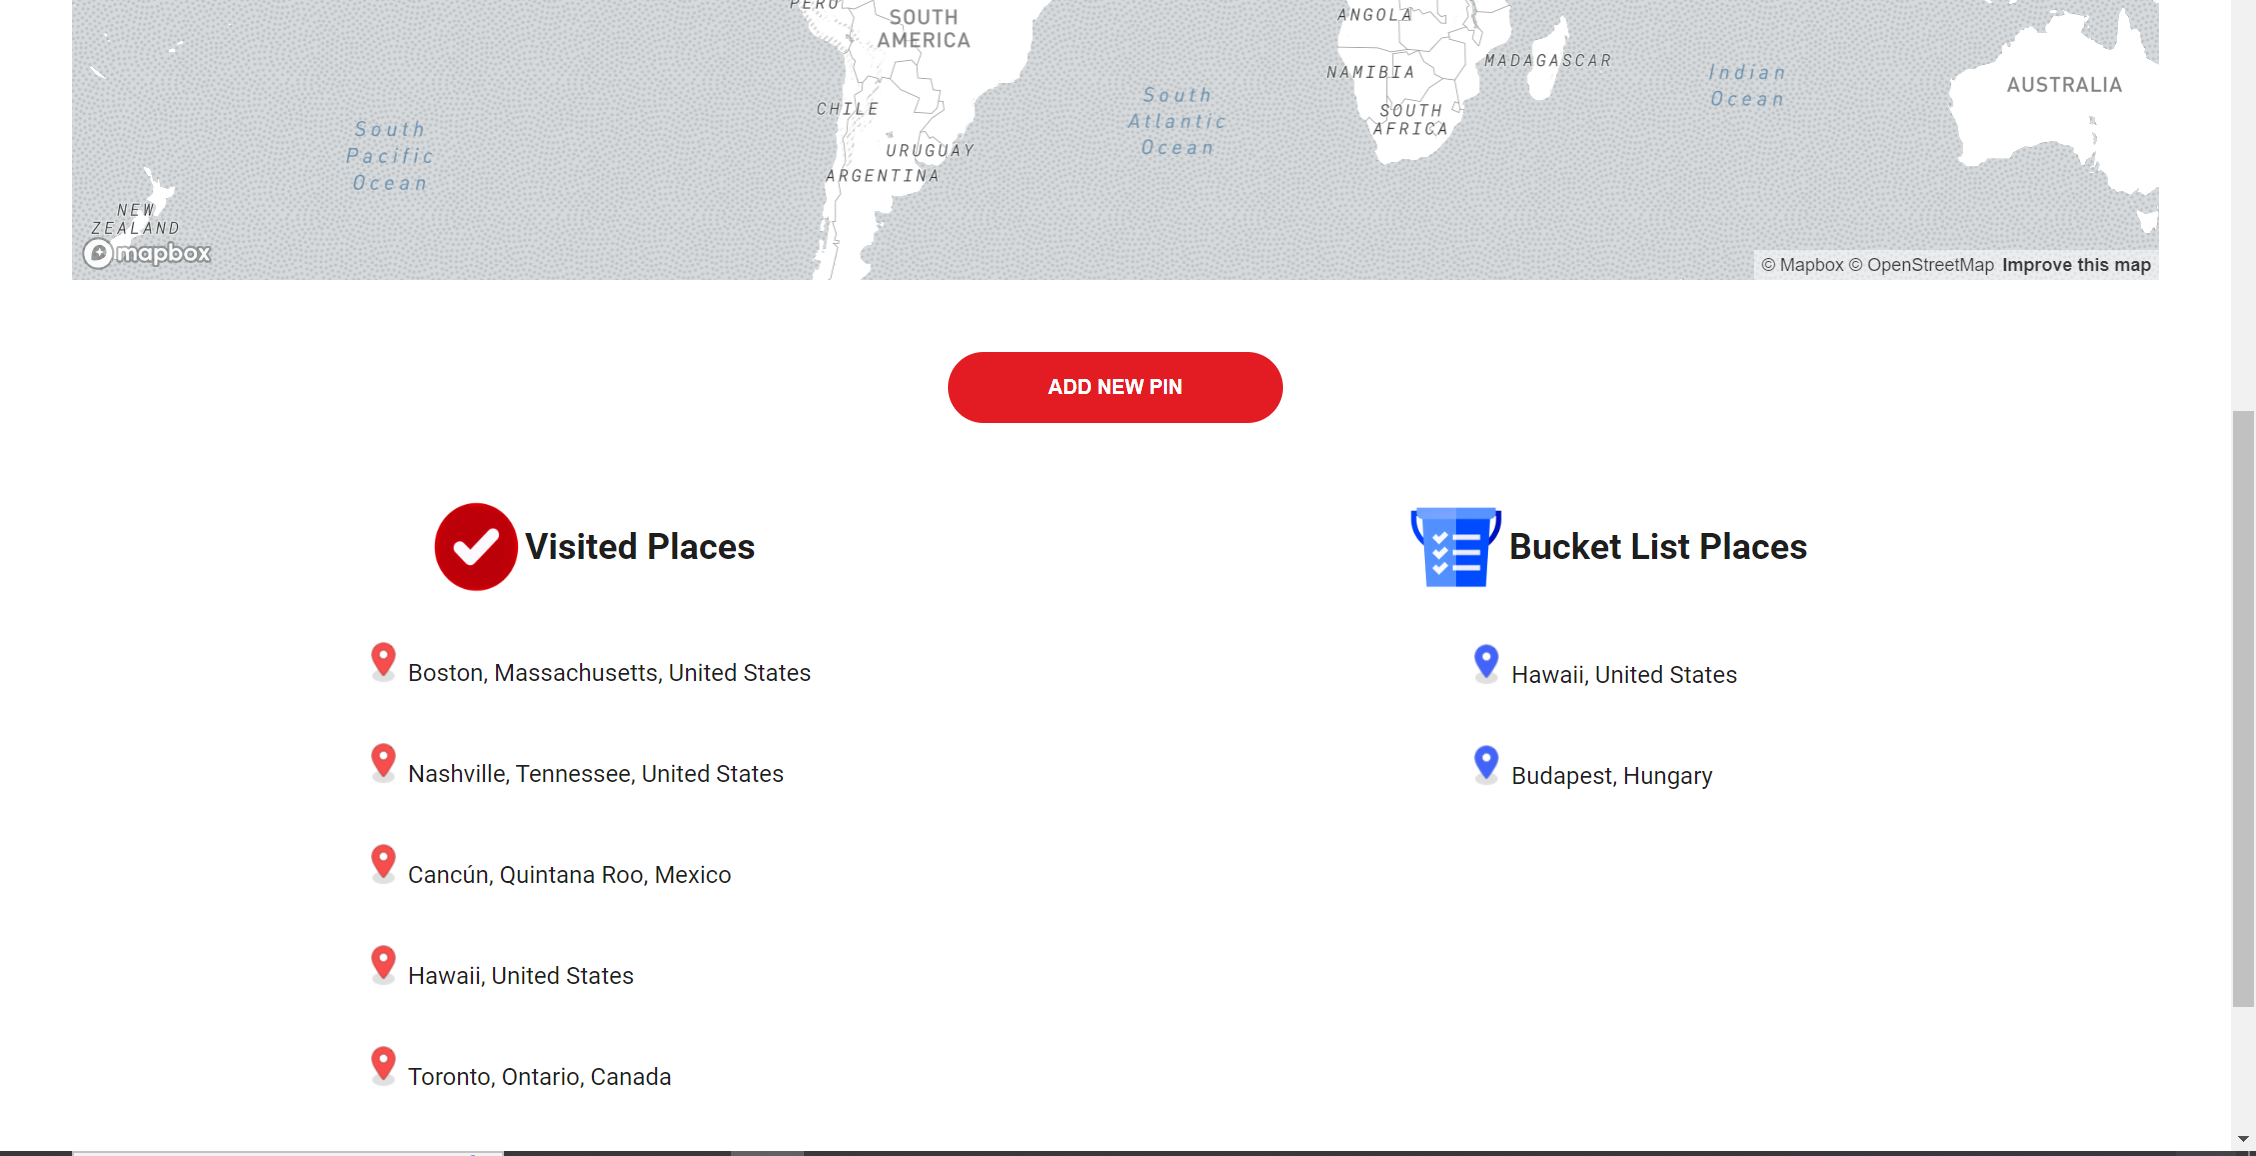 PERU
SOUTH
AMERICA
ANGOLA
NAMIBIA
MADAGASCAR
Indian
Ocean
AUSTRALIA
CHILE
South
Atlantic
Ocean
SOUTH
AFRICA
South
Pacific
Ocean
URUGUAY
ARGENTINA
NEW
ZEALAND
mapbox
© Mapbox © OpenStreetMap Improve this map
ADD NEW PIN
Visited Places
Boston, Massachusetts, United States
Nashville, Tennessee, United States
Cancún, Quintana Roo, Mexico
Hawaii, United States
Toronto, Ontario, Canada
Bucket List Places
Hawaii, United States
Budapest, Hungary